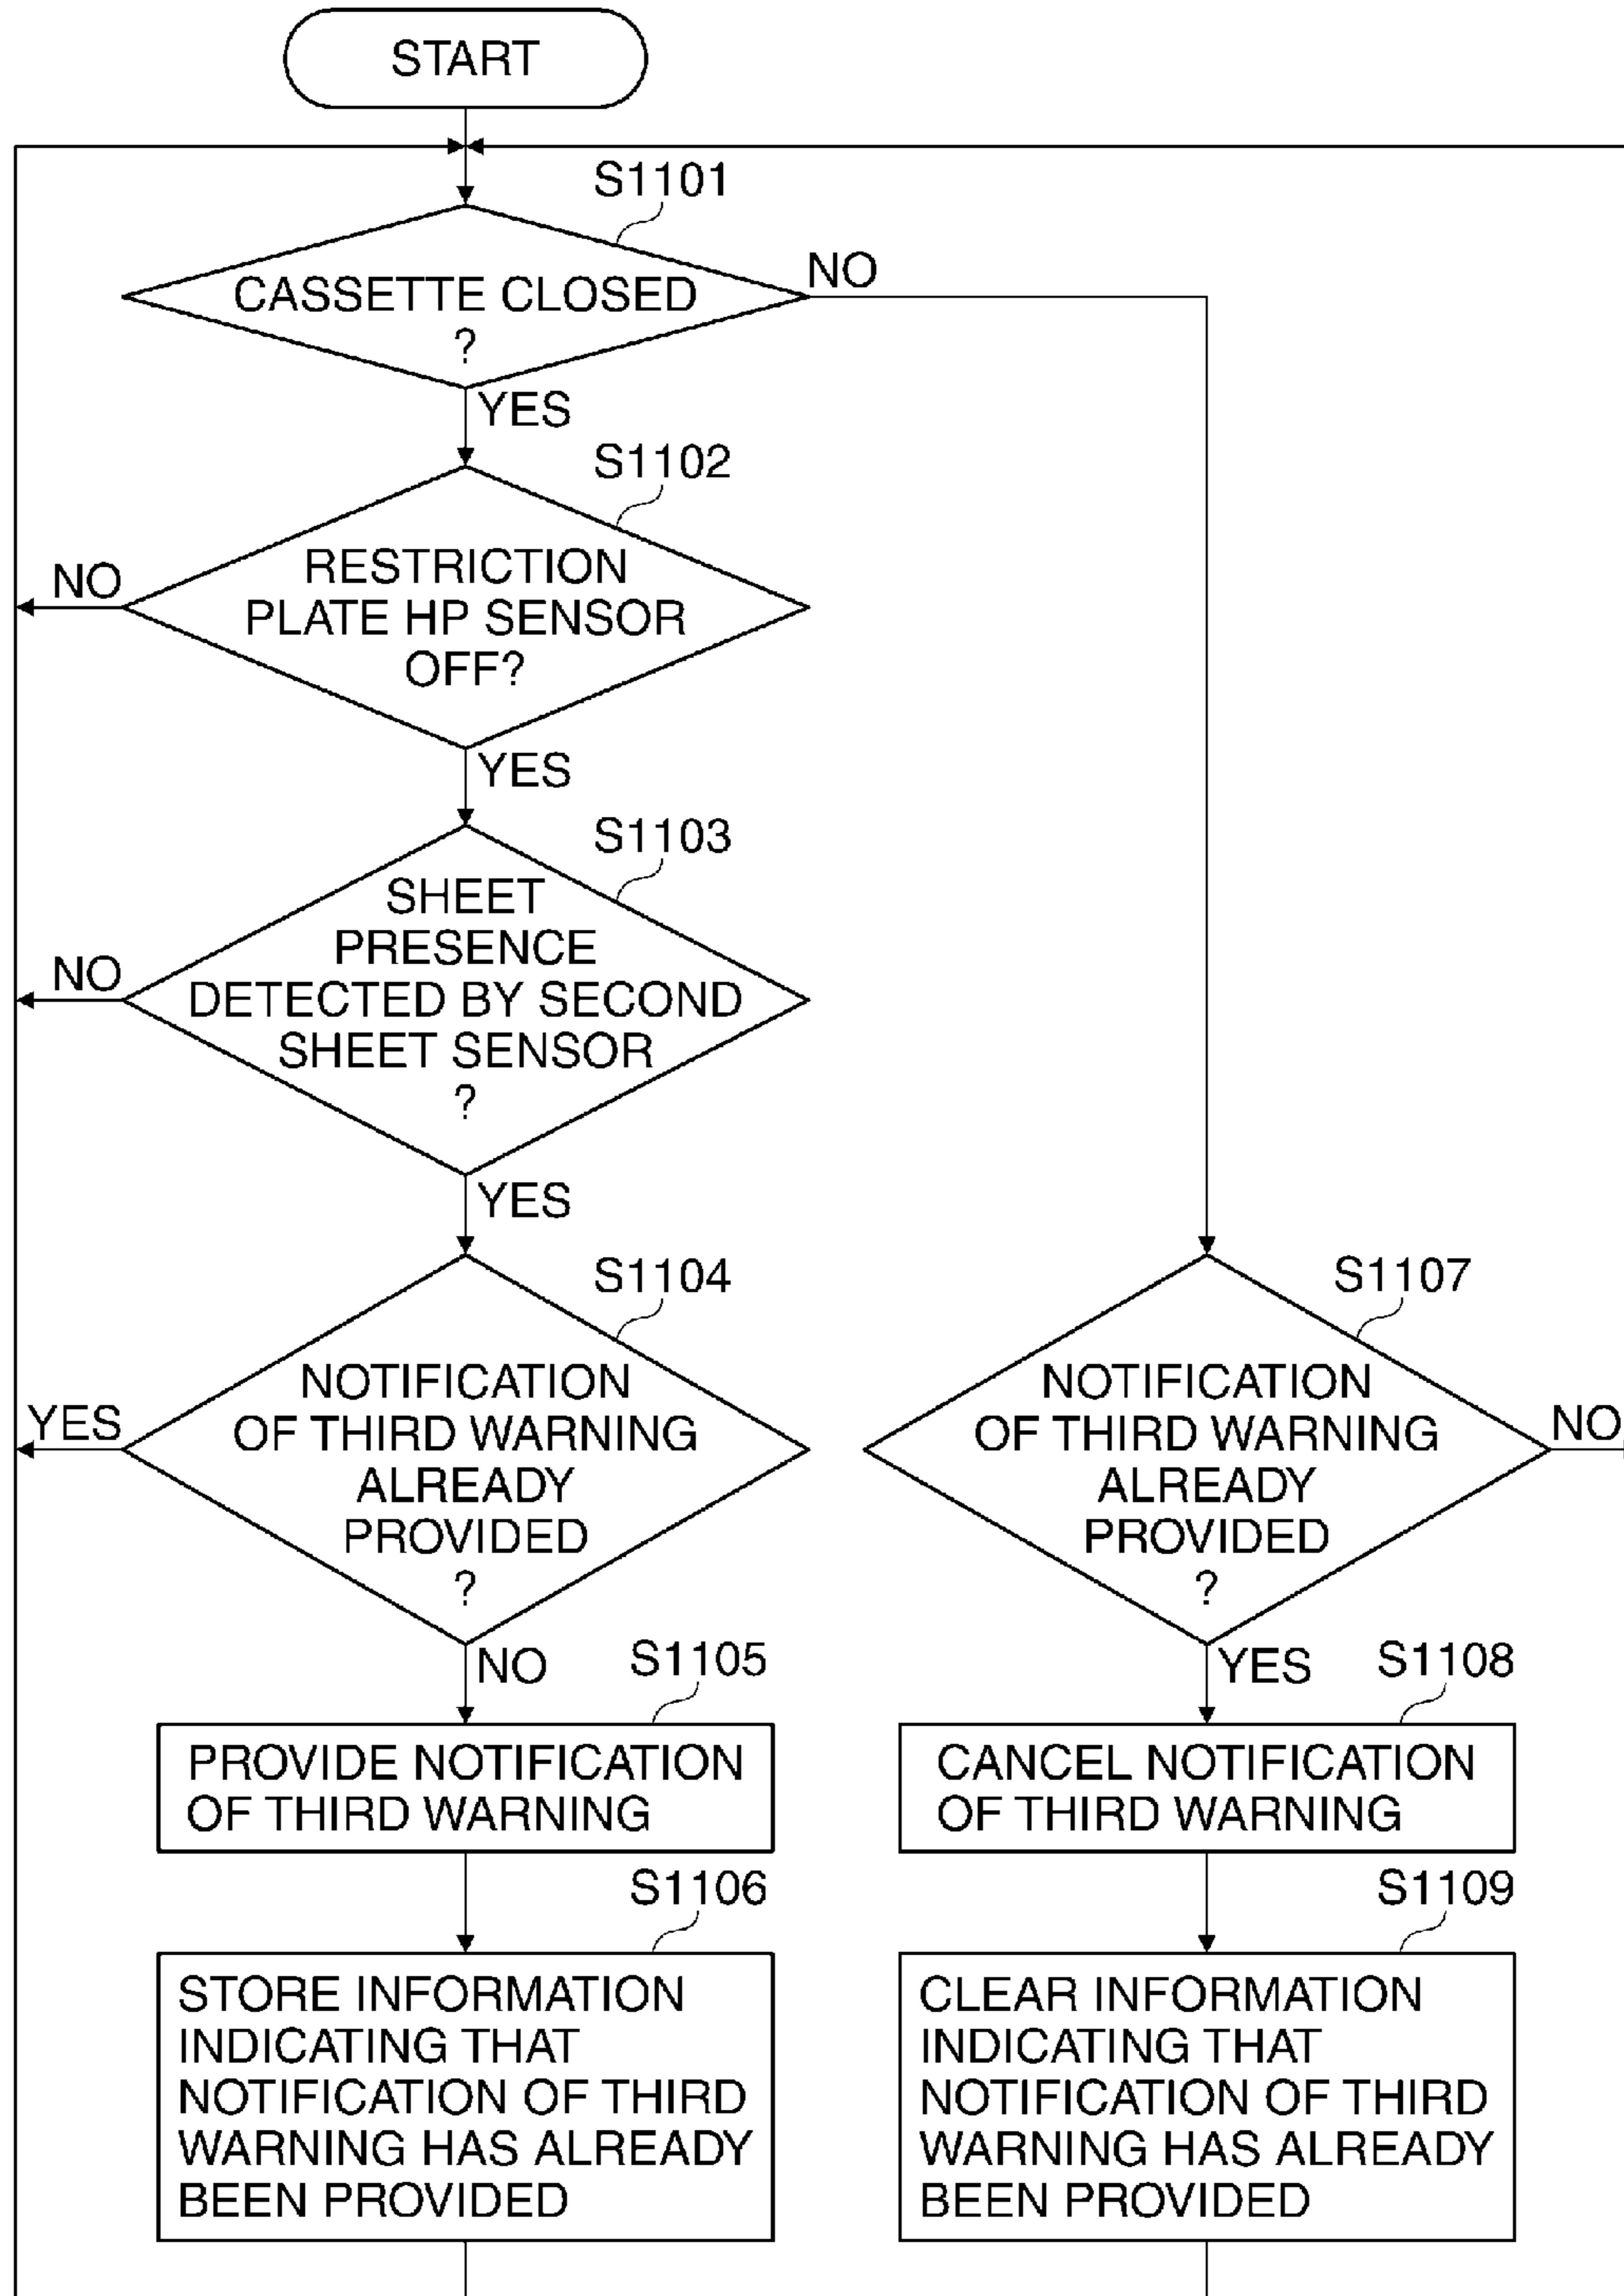 START
S1101
CASSETTE CLOSED
?
NO
YES
S1102
RESTRICTION
PLATE HP SENSOR
OFF?
NO
YES
S1103
SHEET
PRESENCE
DETECTED BY SECOND
SHEET SENSOR
?
NO
YES
S1104
NOTIFICATION
OF THIRD WARNING
ALREADY
PROVIDED
?
YES
NO
S1107
NOTIFICATION
OF THIRD WARNING
ALREADY
PROVIDED
?
NO
YES
S1105
PROVIDE NOTIFICATION
OF THIRD WARNING
S1108
CANCEL NOTIFICATION
OF THIRD WARNING
S1106
STORE INFORMATION
INDICATING THAT
NOTIFICATION OF THIRD
WARNING HAS ALREADY
BEEN PROVIDED
S1109
CLEAR INFORMATION
INDICATING THAT
NOTIFICATION OF THIRD
WARNING HAS ALREADY
BEEN PROVIDED